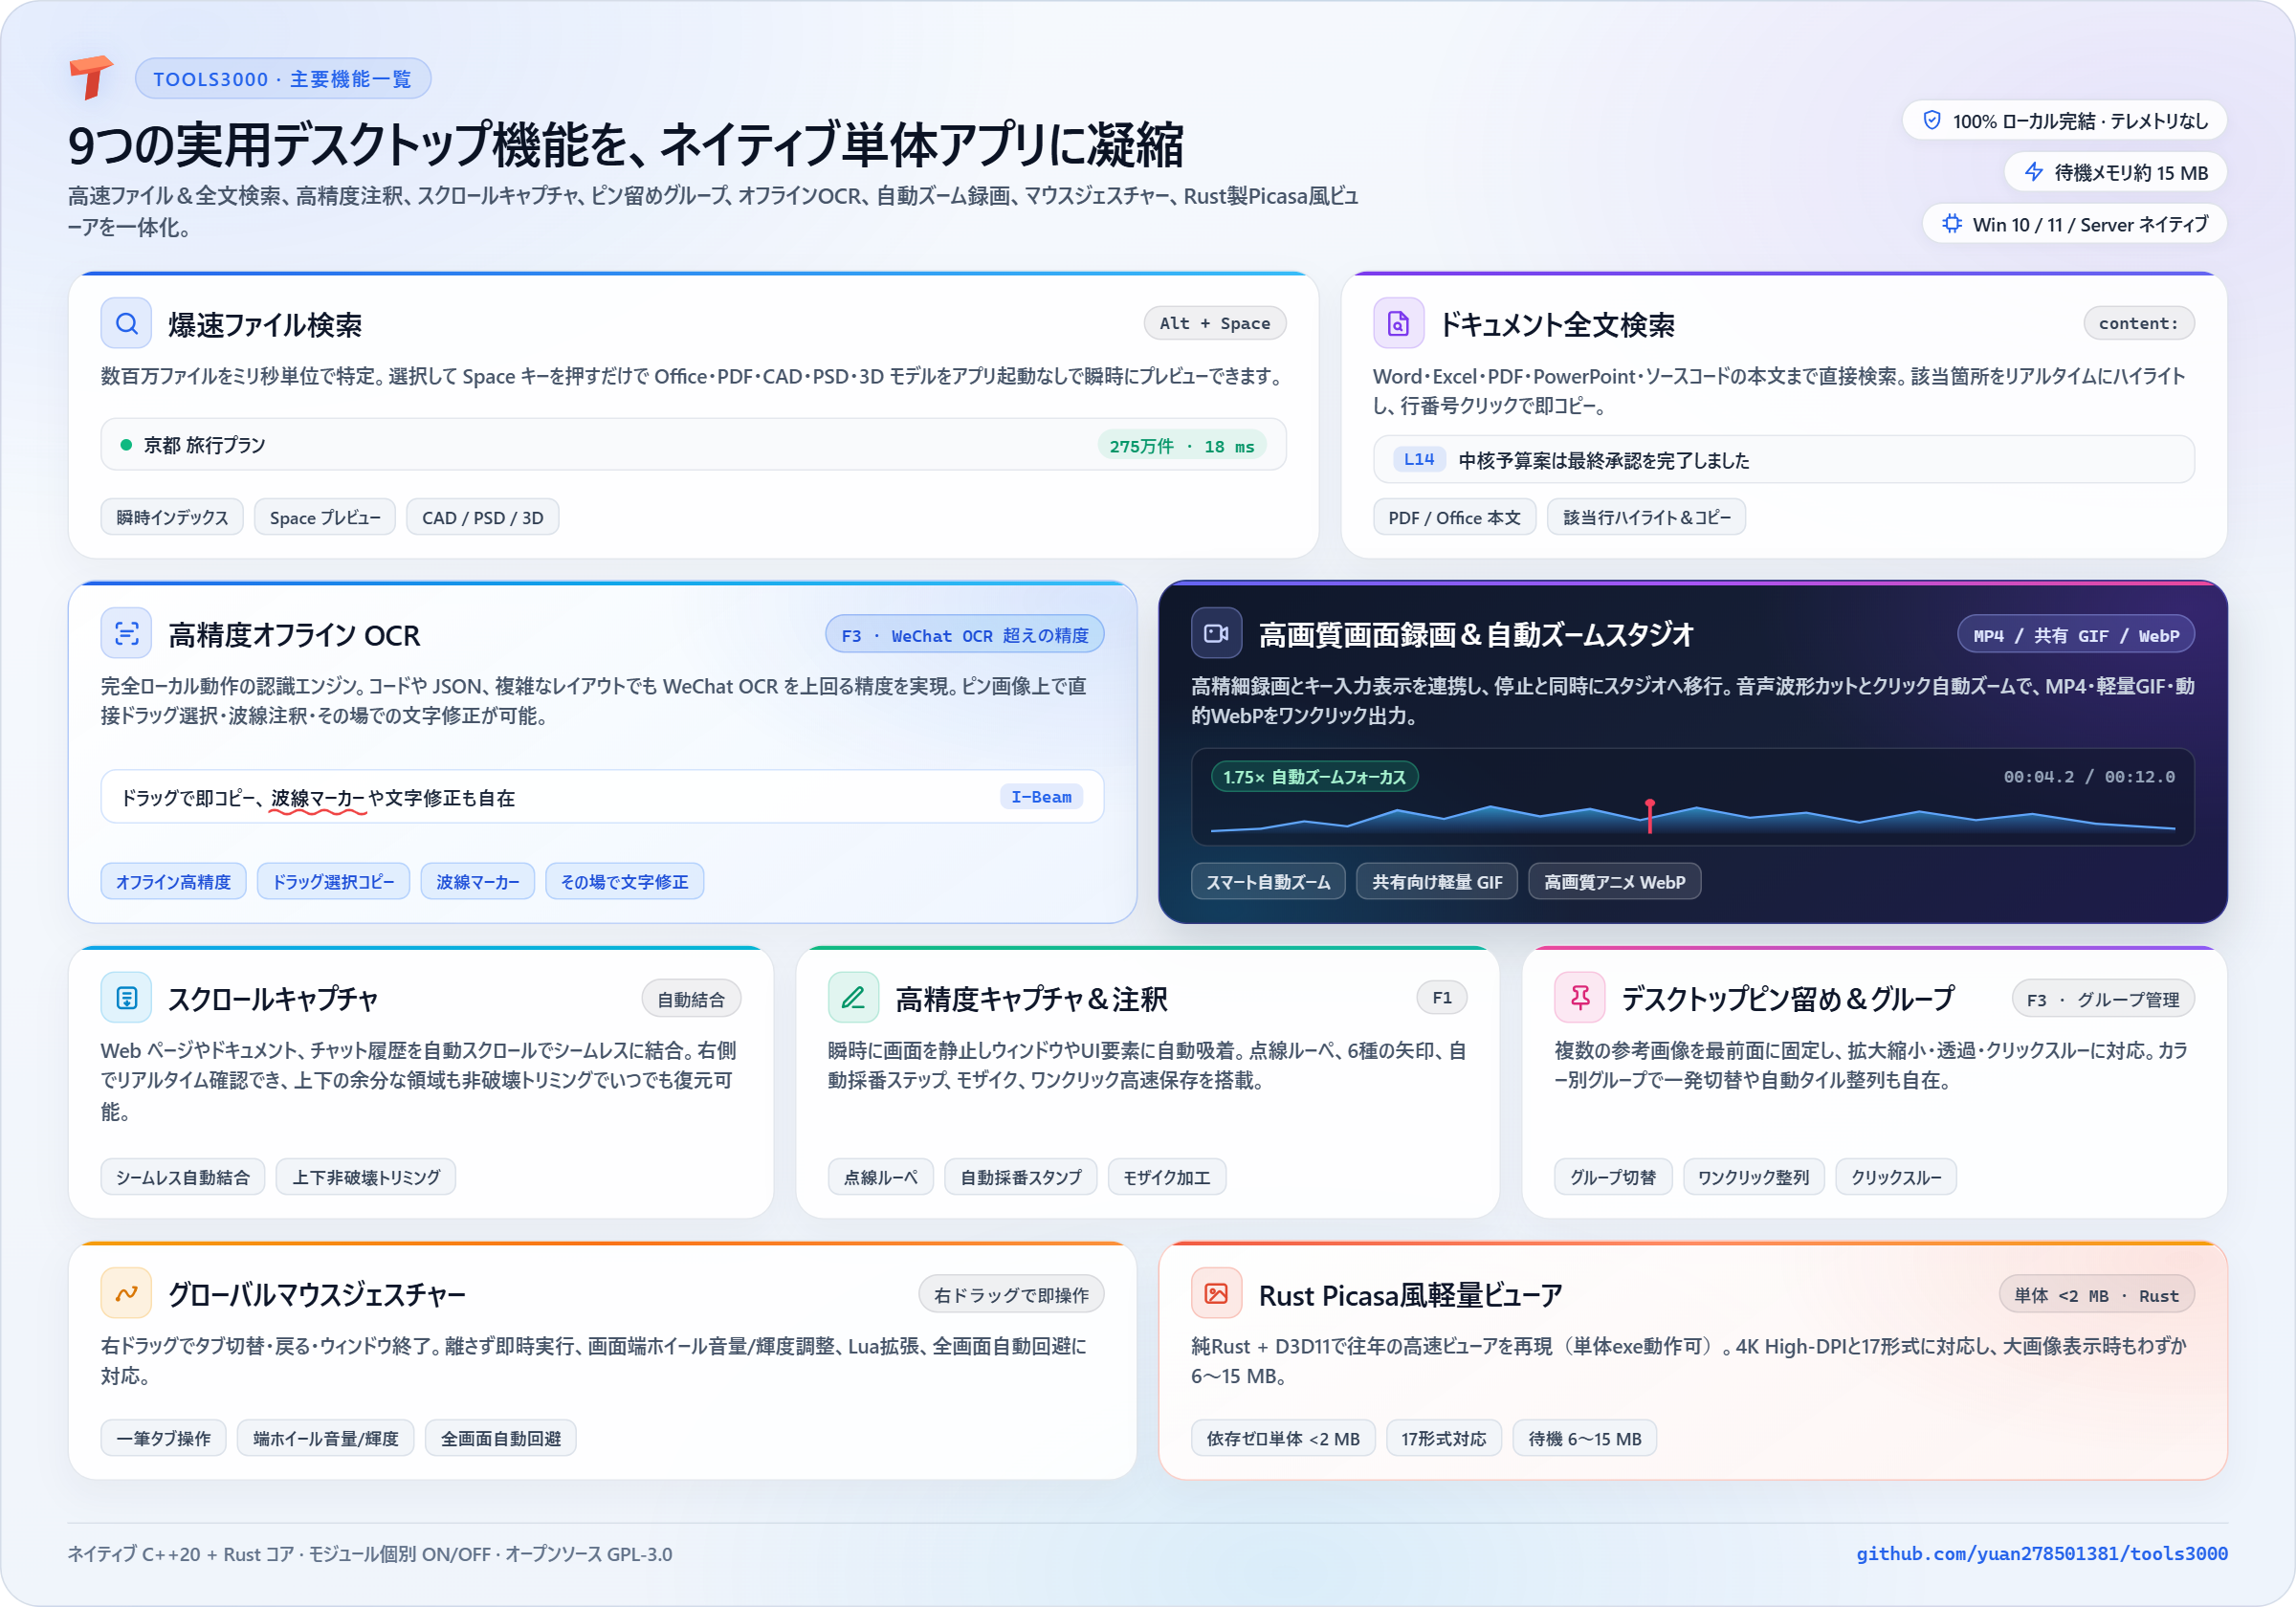 TOOLS3000 · 主要機能一覧
9つの実用デスクトップ機能を、ネイティブ単体アプリに凝縮
高速ファイル＆全文検索、高精度注釈、スクロールキャプチャ、ピン留めグループ、オフラインOCR、自動ズーム録画、マウスジェスチャー、Rust製Picasa風ビュ
ーアを一体化。
100% ローカル完結 · テレメトリなし
待機メモリ約 15 MB
Win 10 / 11 / Server ネイティブ
爆速ファイル検索
Alt + Space
数百万ファイルをミリ秒単位で特定。選択して Space キーを押すだけで Office・PDF・CAD・PSD・3D モデルをアプリ起動なしで瞬時にプレビューできます。
京都 旅行プラン
275万件 · 18 ms
瞬時インデックス
Space プレビュー
CAD / PSD / 3D
ドキュメント全文検索
content:
Word・Excel・PDF・PowerPoint・ソースコードの本文まで直接検索。該当箇所をリアルタイムにハイライト
し、行番号クリックで即コピー。
L14 中核予算案は最終承認を完了しました
PDF / Office 本文
該当行ハイライト＆コピー
高精度オフライン OCR
F3 · WeChat OCR 超えの精度
完全ローカル動作の認識エンジン。コードや JSON、複雑なレイアウトでも WeChat OCR を上回る精度を実現。ピン画像上で直
接ドラッグ選択・波線注釈・その場での文字修正が可能。
ドラッグで即コピー、波線マーカーや文字修正も自在
I-Beam
オフライン高精度
ドラッグ選択コピー
波線マーカー
その場で文字修正
高画質画面録画＆自動ズームスタジオ
MP4 / 共有 GIF / WebP
高精細録画とキー入力表示を連携し、停止と同時にスタジオへ移行。音声波形カットとクリック自動ズームで、MP4・軽量GIF・動
的WebPをワンクリック出力。
1.75× 自動ズームフォーカス
00:04.2 / 00:12.0
スマート自動ズーム
共有向け軽量 GIF
高画質アニメ WebP
スクロールキャプチャ
自動結合
Web ページやドキュメント、チャット履歴を自動スクロールでシームレスに結合。右側
でリアルタイム確認でき、上下の余分な領域も非破壊トリミングでいつでも復元可
能。
シームレス自動結合
上下非破壊トリミング
高精度キャプチャ＆注釈
F1
瞬時に画面を静止しウィンドウやUI要素に自動吸着。点線ルーペ、6種の矢印、自
動採番ステップ、モザイク、ワンクリック高速保存を搭載。
点線ルーペ
自動採番スタンプ
モザイク加工
デスクトップピン留め＆グループ
F3 · グループ管理
複数の参考画像を最前面に固定し、拡大縮小・透過・クリックスルーに対応。カラ
ー別グループで一発切替や自動タイル整列も自在。
グループ切替
ワンクリック整列
クリックスルー
グローバルマウスジェスチャー
右ドラッグで即操作
右ドラッグでタブ切替・戻る・ウィンドウ終了。離さず即時実行、画面端ホイール音量/輝度調整、Lua拡張、全画面自動回避に
対応。
一筆タブ操作
端ホイール音量/輝度
全画面自動回避
Rust Picasa風軽量ビューア
単体 <2 MB · Rust
純Rust + D3D11で往年の高速ビューアを再現（単体exe動作可）。4K High-DPIと17形式に対応し、大画像表示時もわずか
6〜15 MB。
依存ゼロ単体 <2 MB
17形式対応
待機 6〜15 MB
ネイティブ C++20 + Rust コア · モジュール個別 ON/OFF · オープンソース GPL-3.0
github.com/yuan278501381/tools3000